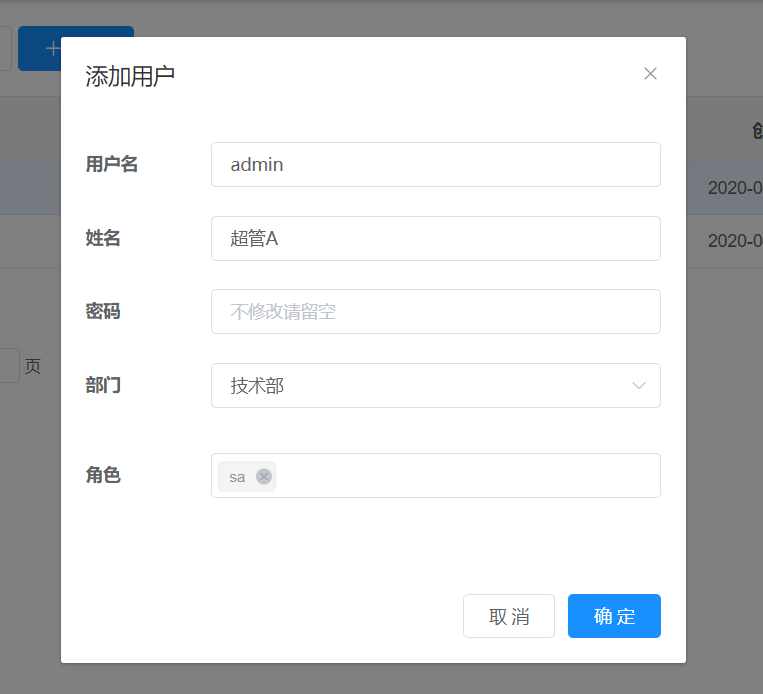 添加用户
用户名
admin
姓名
超管A
密码
不修改请留空
部门
技术部
角色
sa
取消
确定
2020-0
2020-0
页